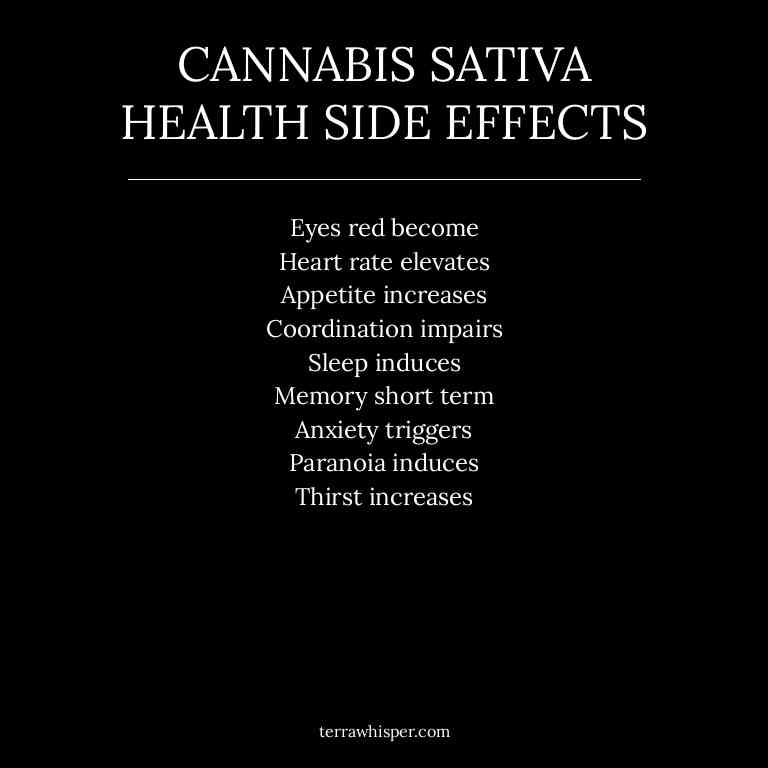 CANNABIS SATIVA
HEALTH SIDE EFFECTS
Eyes red become
Heart rate elevates
Appetite increases
Coordination impairs
Sleep induces
Memory short term
Anxiety triggers
Paranoia induces
Thirst increases
terrawhisper.com